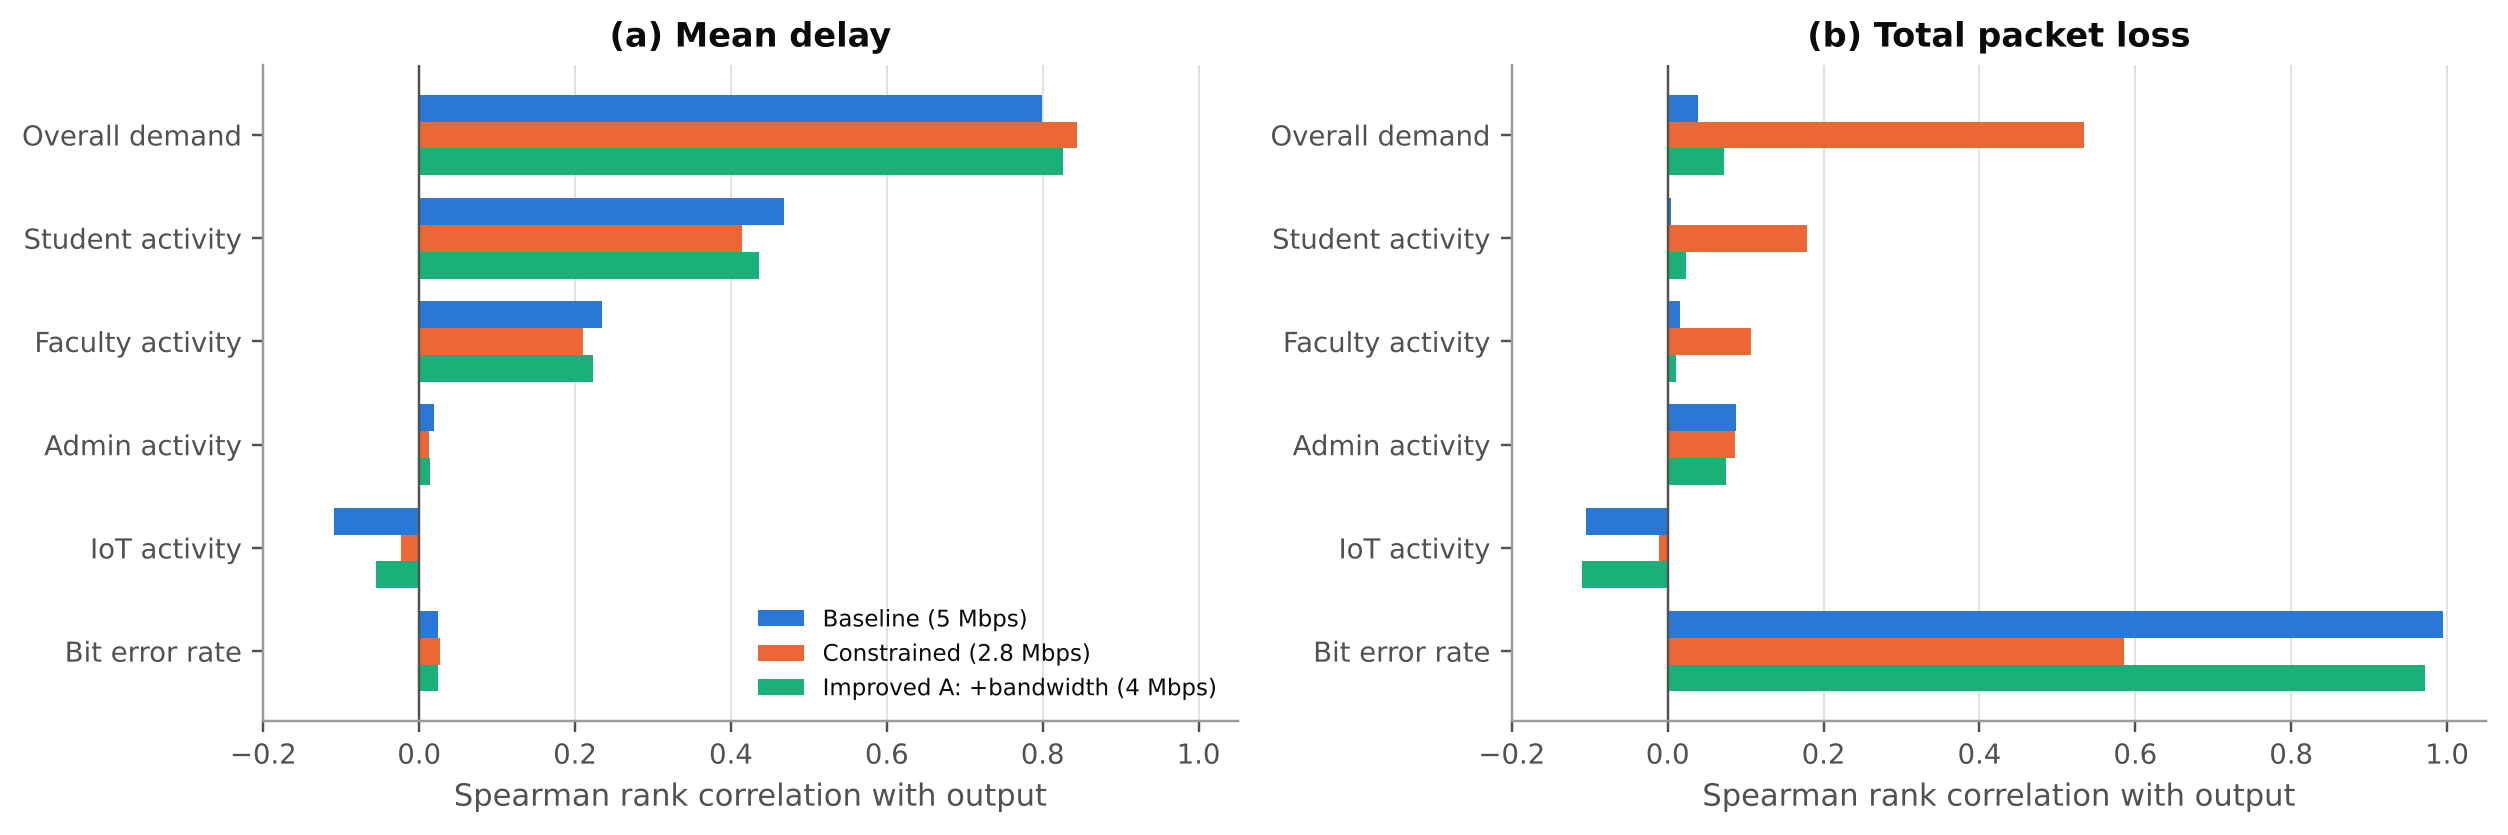 (a) Mean delay
Overall demand
Student activity
Faculty activity
Admin activity
IoT activity
Bit error rate
Baseline (5 Mbps)
Constrained (2.8 Mbps)
Improved A: +bandwidth (4 Mbps)
−0.2 0.0 0.2 0.4 0.6 0.8 1.0
Spearman rank correlation with output
(b) Total packet loss
Overall demand
Student activity
Faculty activity
Admin activity
IoT activity
Bit error rate
−0.2 0.0 0.2 0.4 0.6 0.8 1.0
Spearman rank correlation with output